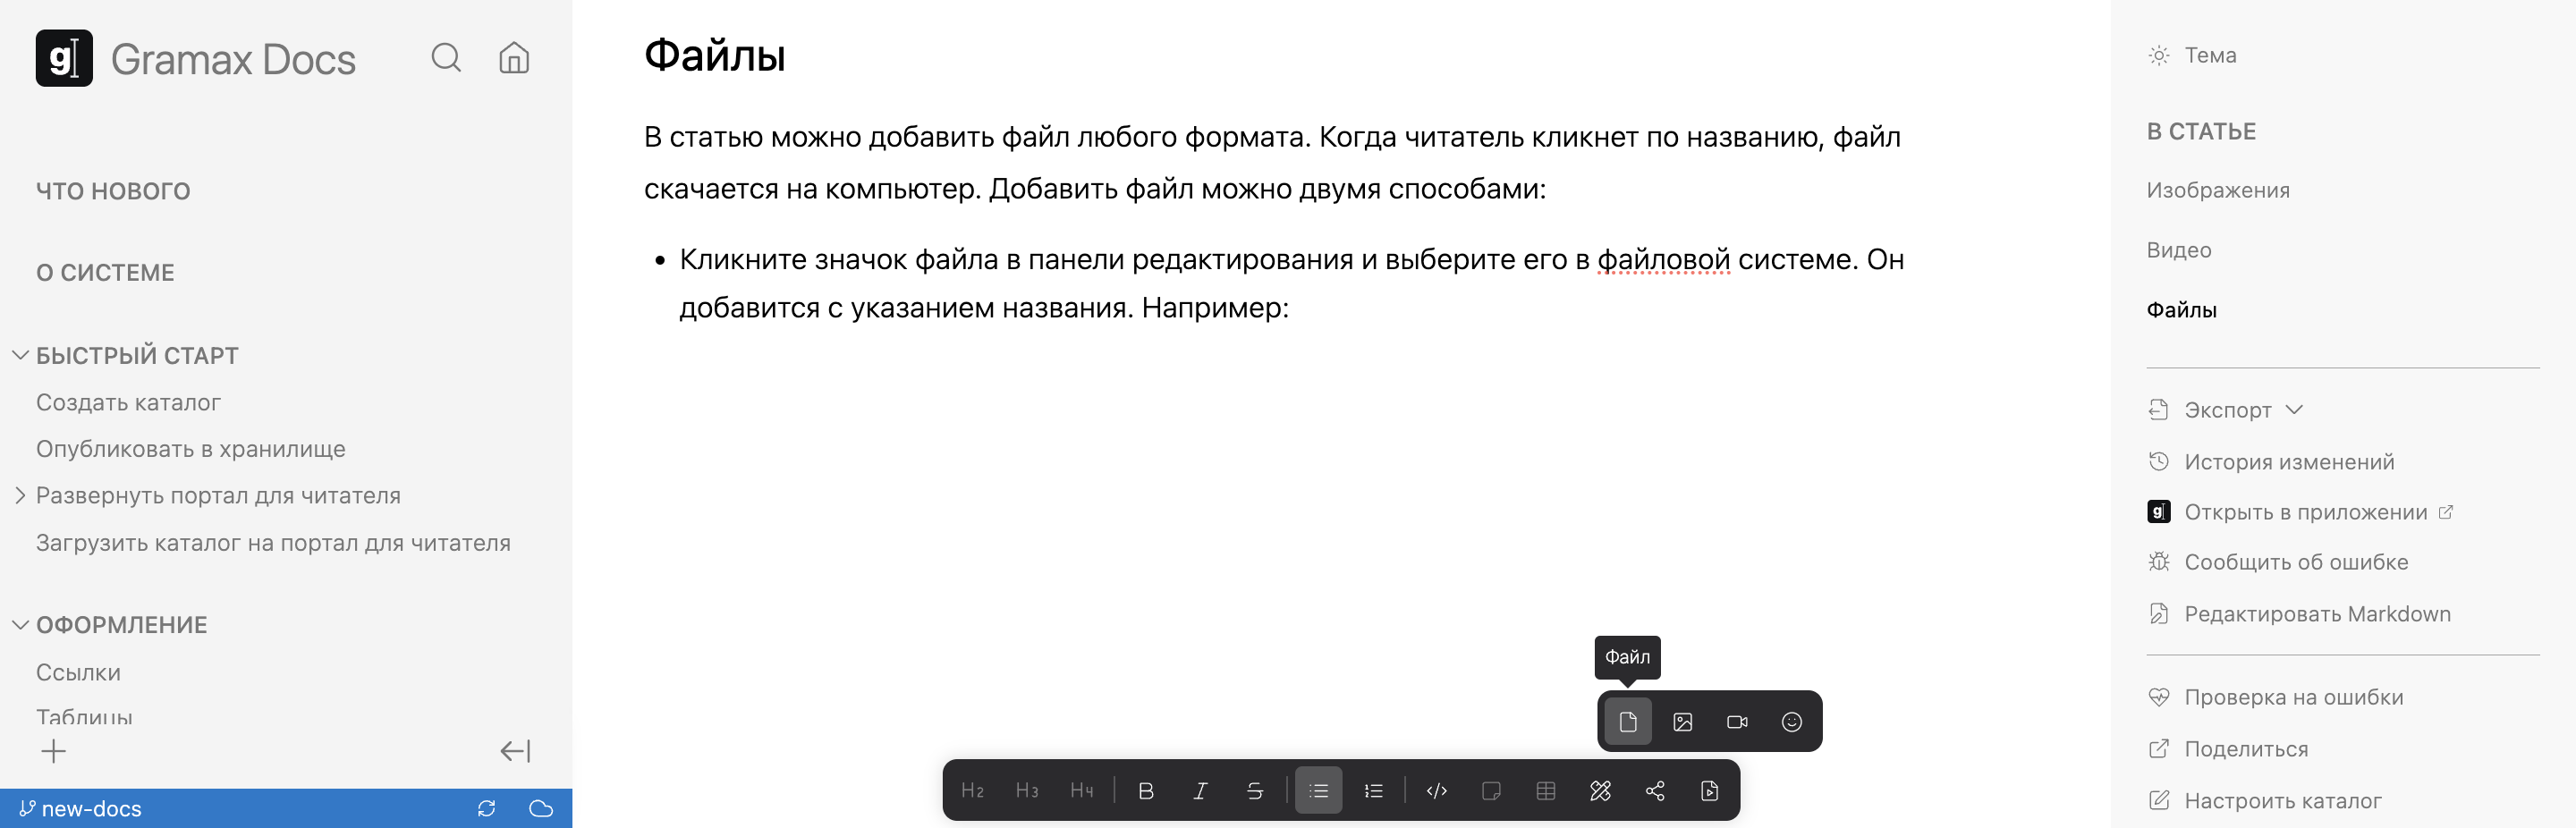 Gramax Docs
ЧТО НОВОГО
О СИСТЕМЕ
БЫСТРЫЙ СТАРТ
Создать каталог
Опубликовать в хранилище
Развернуть портал для читателя
Загрузить каталог на портал для читателя
ОФОРМЛЕНИЕ
Ссылки
Таблицы
new-docs
Файлы
В статью можно добавить файл любого формата. Когда читатель кликнет по названию, файл
скачается на компьютер. Добавить файл можно двумя способами:
• Кликните значок файла в панели редактирования и выберите его в файловой системе. Он
добавится с указанием названия. Например:
Файл
H2 H3 H4 B I S
Тема
В СТАТЬЕ
Изображения
Видео
Файлы
Экспорт
История изменений
Открыть в приложении
Сообщить об ошибке
Редактировать Markdown
Проверка на ошибки
Поделиться
Настроить каталог